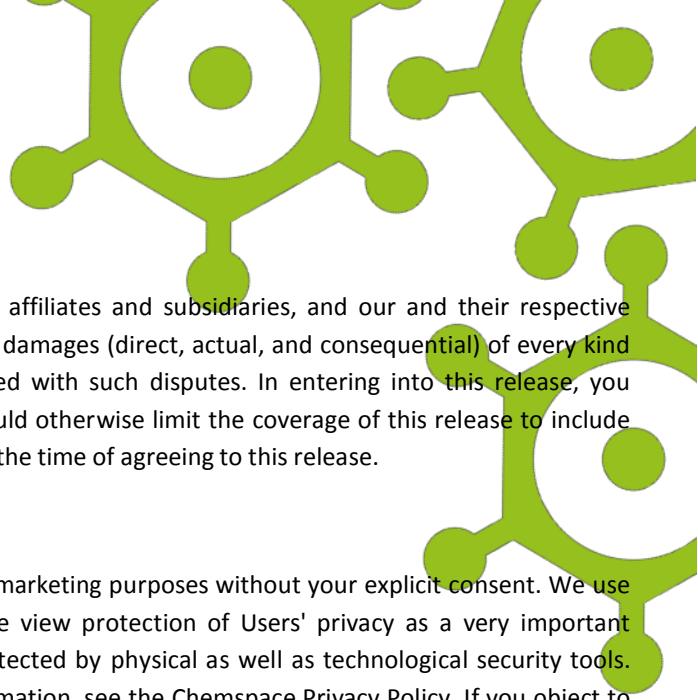 affiliates and subsidiaries, and our and their respective
damages (direct, actual, and consequential) of every kind
ed with such disputes. In entering into this release, you
uld otherwise limit the coverage of this release to include
the time of agreeing to this release.
marketing purposes without your explicit consent. We use
e view protection of Users' privacy as a very important
tected by physical as well as technological security tools.
mation, see the Chemspace Privacy Policy. If you object to